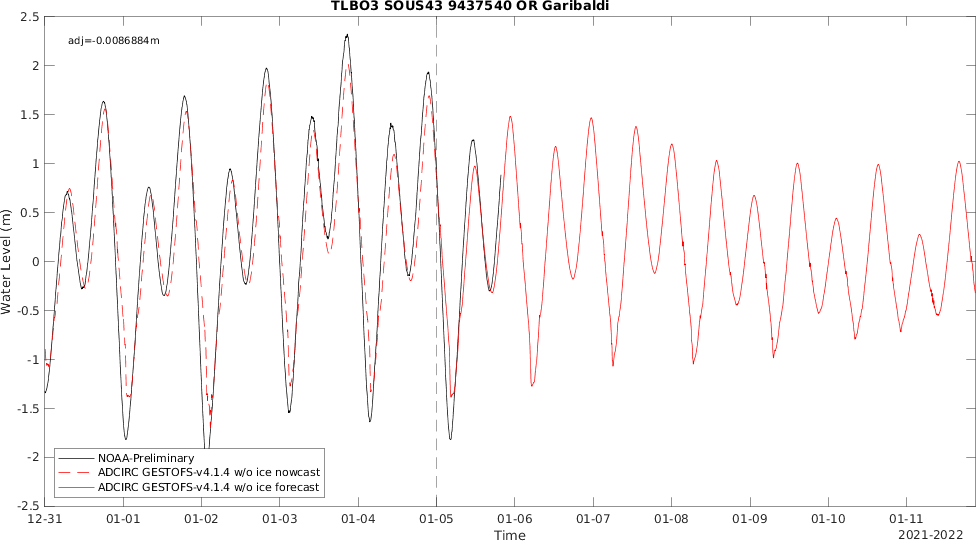 TLBO3 SOUS43 9437540 OR Garibaldi
adj=-0.0086884m
2.5
2
1.5
1
0.5
0
-0.5
-1
-1.5
-2
-2.5
Water Level (m)
NOAA-Preliminary
ADCIRC GESTOFS-v4.1.4 w/o ice nowcast
ADCIRC GESTOFS-v4.1.4 w/o ice forecast
12-31 01-01 01-02 01-03 01-04 01-05 01-06 01-07 01-08 01-09 01-10 01-11
Time
2021-2022